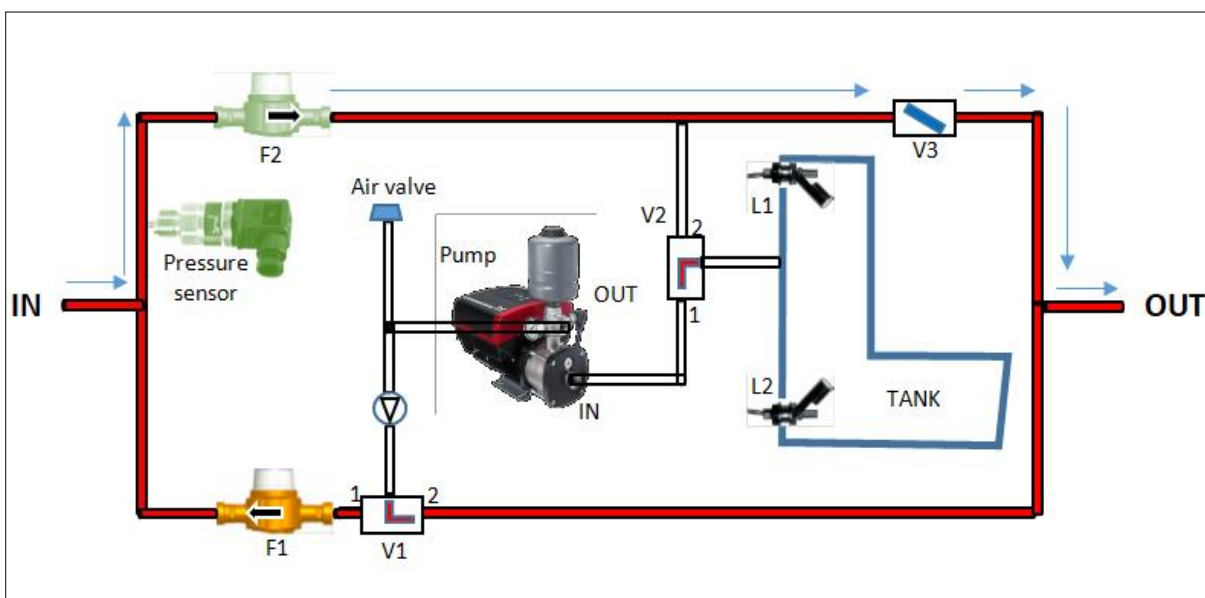 F2
V3
Air valve
L1
V2
2
Pump
Pressure
sensor
OUT
IN
OUT
1
L2
TANK
IN
1
2
F1
V1